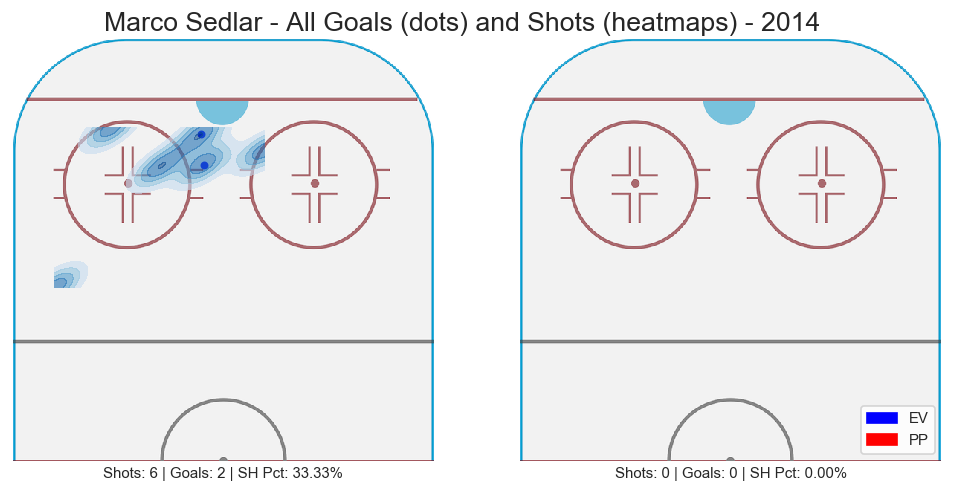 Marco Sedlar - All Goals (dots) and Shots (heatmaps) - 2014
EV
PP
Shots: 6 | Goals: 2 | SH Pct: 33.33%
Shots: 0 | Goals: 0 | SH Pct: 0.00%